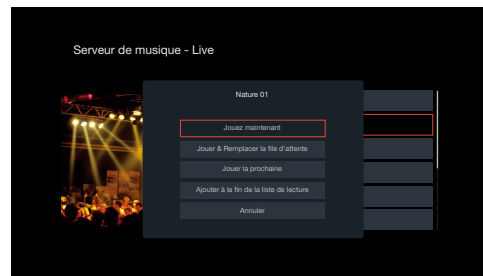 Serveur de musique - Live
Nature 01
Jouez maintenant
Jouer & Remplacer la file d'attente
Jouer la prochaine
Ajouter à la fin de la liste de lecture
Annuler